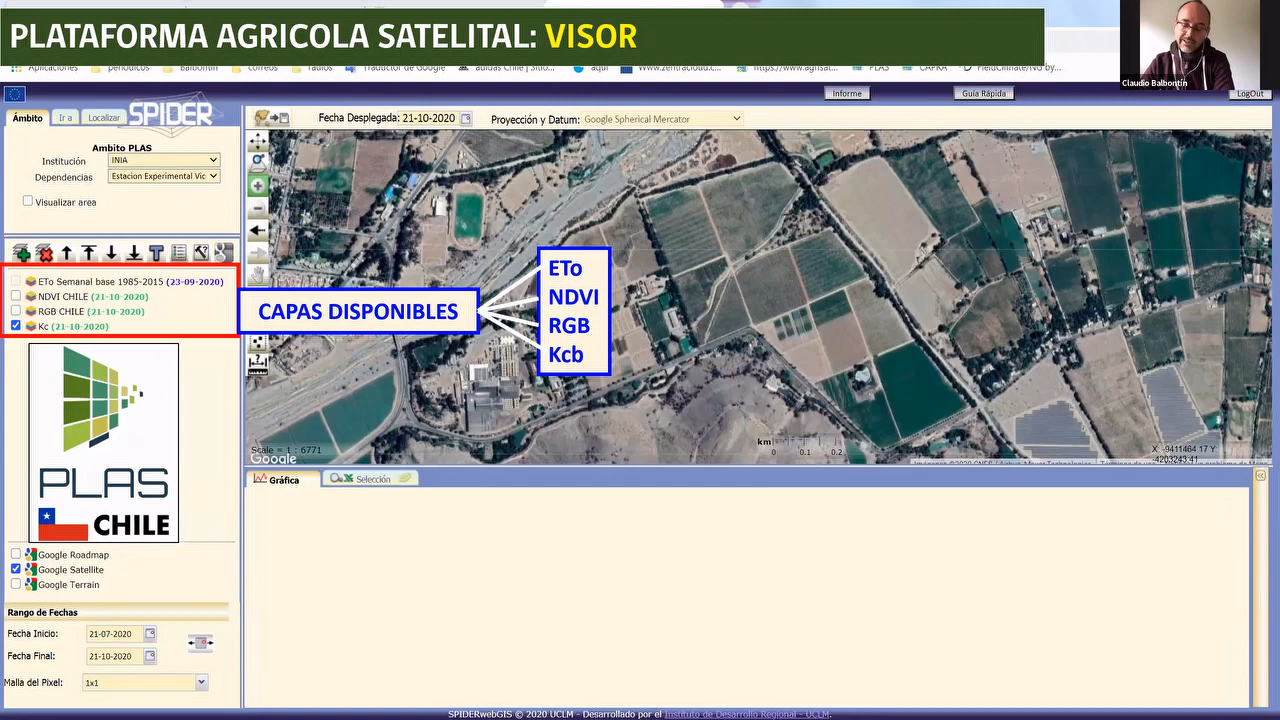 PLATAFORMA AGRICOLA SATELITAL: VISOR
Claudio Balbontín
Informe
Guía Rápida
LogOut
Ámbito
Ir a
Localizar
SPIDER
Fecha Desplegada: 21-10-2020
Proyección y Datum: Google Spherical Mercator
Ambito PLAS
Institución INIA
Dependencias Estacion Experimental Vic
Visualizar area
ETo Semanal base 1985-2015 (23-09-2020)
NDVI CHILE (21-10-2020)
RGB CHILE (21-10-2020)
Kc (21-10-2020)
CAPAS DISPONIBLES
ETo
NDVI
RGB
Kcb
PLAS
CHILE
Scale = 1 : 6771
Google
km
0 0.1 0.2
X: -9411464.17 Y:
-4203243.41
Gráfica
Selección
Google Roadmap
Google Satellite
Google Terrain
Rango de Fechas
Fecha Inicio: 21-07-2020
Fecha Final: 21-10-2020
Malla del Pixel: 1x1
SPIDERwebGIS © 2020 UCLM - Desarrollado por el Instituto de Desarrollo Regional - UCLM.